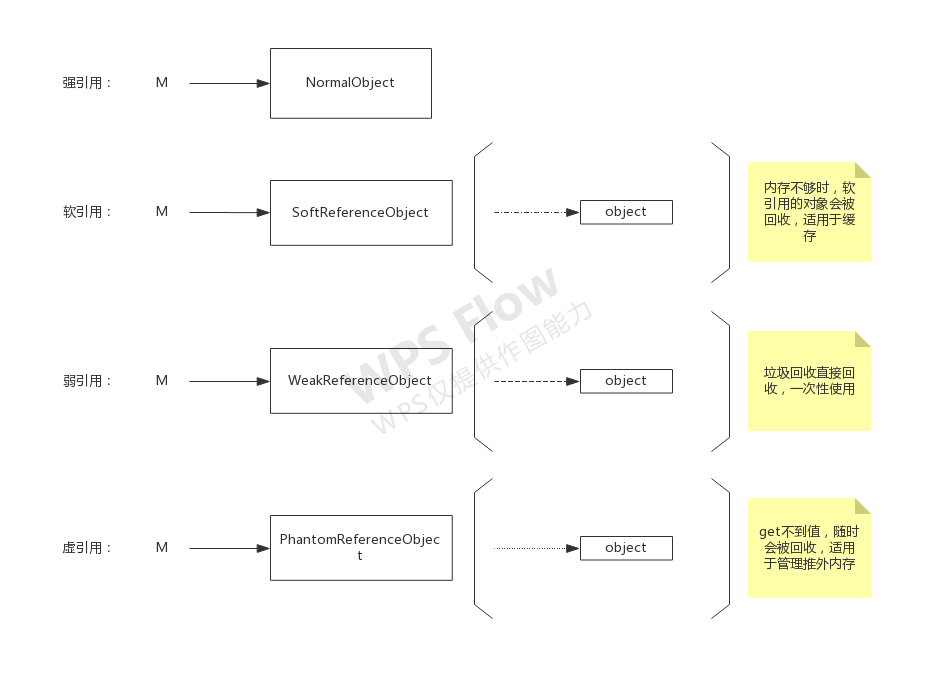 强引用： M NormalObject
软引用： M SoftReferenceObject object
内存不够时，软
引用的对象会被
回收，适用于缓
存
WPS Flow
WPS仅提供作图能力
弱引用： M WeakReferenceObject object
垃圾回收直接回
收，一次性使用
虚引用： M PhantomReferenceObjec
t
object
get不到值，随时
会被回收，适用
于管理推外内存